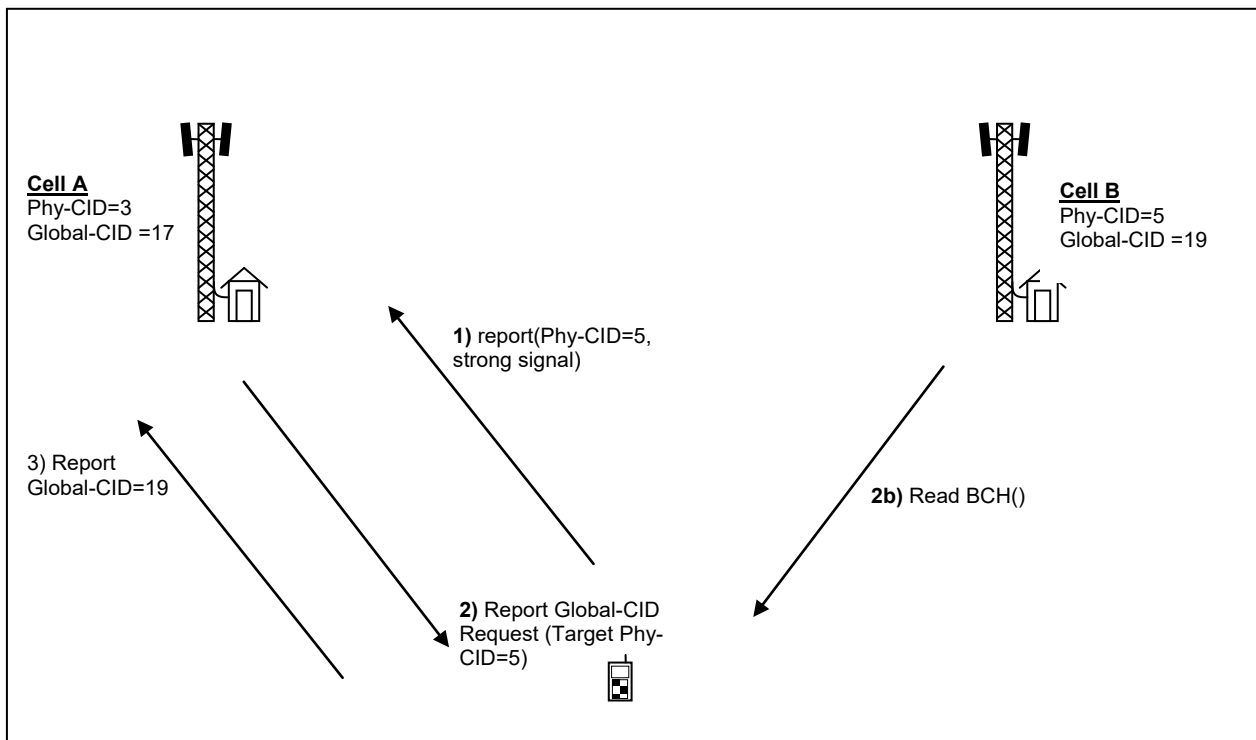 Cell A
Phy-CID=3
Global-CID =17
Cell B
Phy-CID=5
Global-CID =19
1) report(Phy-CID=5,
strong signal)
3) Report
Global-CID=19
2b) Read BCH()
2) Report Global-CID
Request (Target Phy-
CID=5)